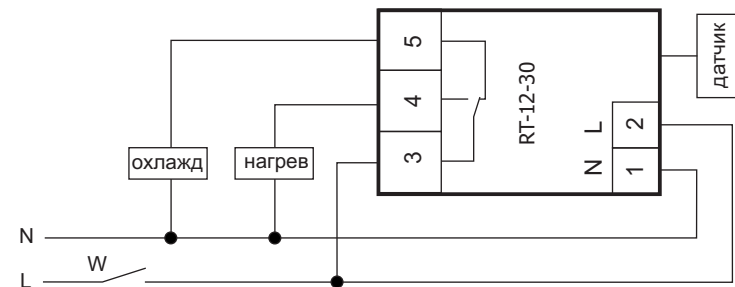 5
4
3
RT-12-30
L 2
N 1
датчик
охлажд
нагрев
N
W
L